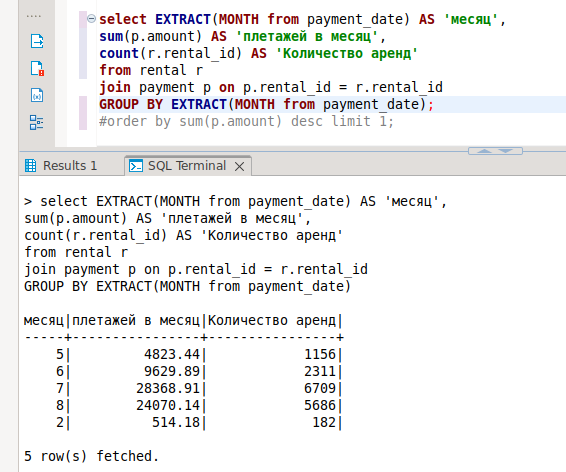 select EXTRACT(MONTH from payment_date) AS 'месяц',
sum(p.amount) AS 'плетажей в месяц',
count(r.rental_id) AS 'Количество аренд'
from rental r
join payment p on p.rental_id = r.rental_id
GROUP BY EXTRACT(MONTH from payment_date);
#order by sum(p.amount) desc limit 1;
Results 1
SQL Terminal
> select EXTRACT(MONTH from payment_date) AS 'месяц',
sum(p.amount) AS 'плетажей в месяц',
count(r.rental_id) AS 'Количество аренд'
from rental r
join payment p on p.rental_id = r.rental_id
GROUP BY EXTRACT(MONTH from payment_date)
месяц|плетажей в месяц|Количество аренд|
-----+----------------+----------------+
5| 4823.44| 1156|
6| 9629.89| 2311|
7| 28368.91| 6709|
8| 24070.14| 5686|
2| 514.18| 182|
5 row(s) fetched.